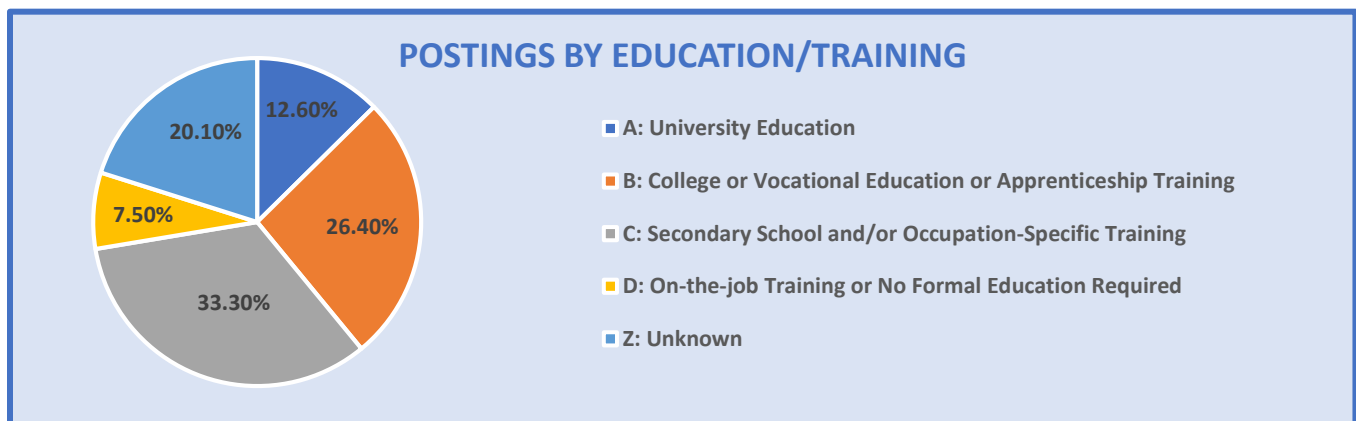 POSTINGS BY EDUCATION/TRAINING
12.60%
20.10%
7.50%
26.40%
33.30%
A: University Education
B: College or Vocational Education or Apprenticeship Training
C: Secondary School and/or Occupation-Specific Training
D: On-the-job Training or No Formal Education Required
Z: Unknown